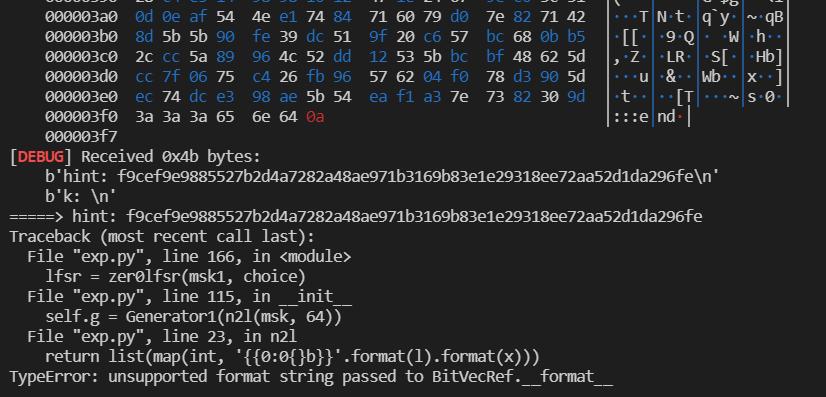 000003a0  0d 0e af 54  4e e1 74 84  71 60 79 d0  7e 82 71 42  │···T│N·t·│q`y·│~·qB│
000003b0  8d 5b 5b 90  fe 39 dc 51  9f 20 c6 57  bc 68 0b b5  │·[[·│·9·Q│· ·W│·h··│
000003c0  2c cc 5a 89  96 4c 52 dd  12 53 5b bc  bf 48 62 5d  │,·Z·│·LR·│·S[·│·Hb]│
000003d0  cc 7f 06 75  c4 26 fb 96  57 62 04 f0  78 d3 90 5d  │···u│·&··│Wb··│x··]│
000003e0  ec 74 dc e3  98 ae 5b 54  ea f1 a3 7e  73 82 30 9d  │·t··│··[T│···~│s·0·│
000003f0  3a 3a 3a 65  6e 64 0a  │:::e│nd·│
000003f7
[DEBUG] Received 0x4b bytes:
b'hint: f9cef9e9885527b2d4a7282a48ae971b3169b83e1e29318ee72aa52d1da296fe\n'
b'k: \n'
=====> hint: f9cef9e9885527b2d4a7282a48ae971b3169b83e1e29318ee72aa52d1da296fe
Traceback (most recent call last):
File "exp.py", line 166, in <module>
lfsr = zer0lfsr(msk1, choice)
File "exp.py", line 115, in __init__
self.g = Generator1(n2l(msk, 64))
File "exp.py", line 23, in n2l
return list(map(int, '{{0:0{}b}}'.format(l).format(x)))
TypeError: unsupported format string passed to BitVecRef.__format__